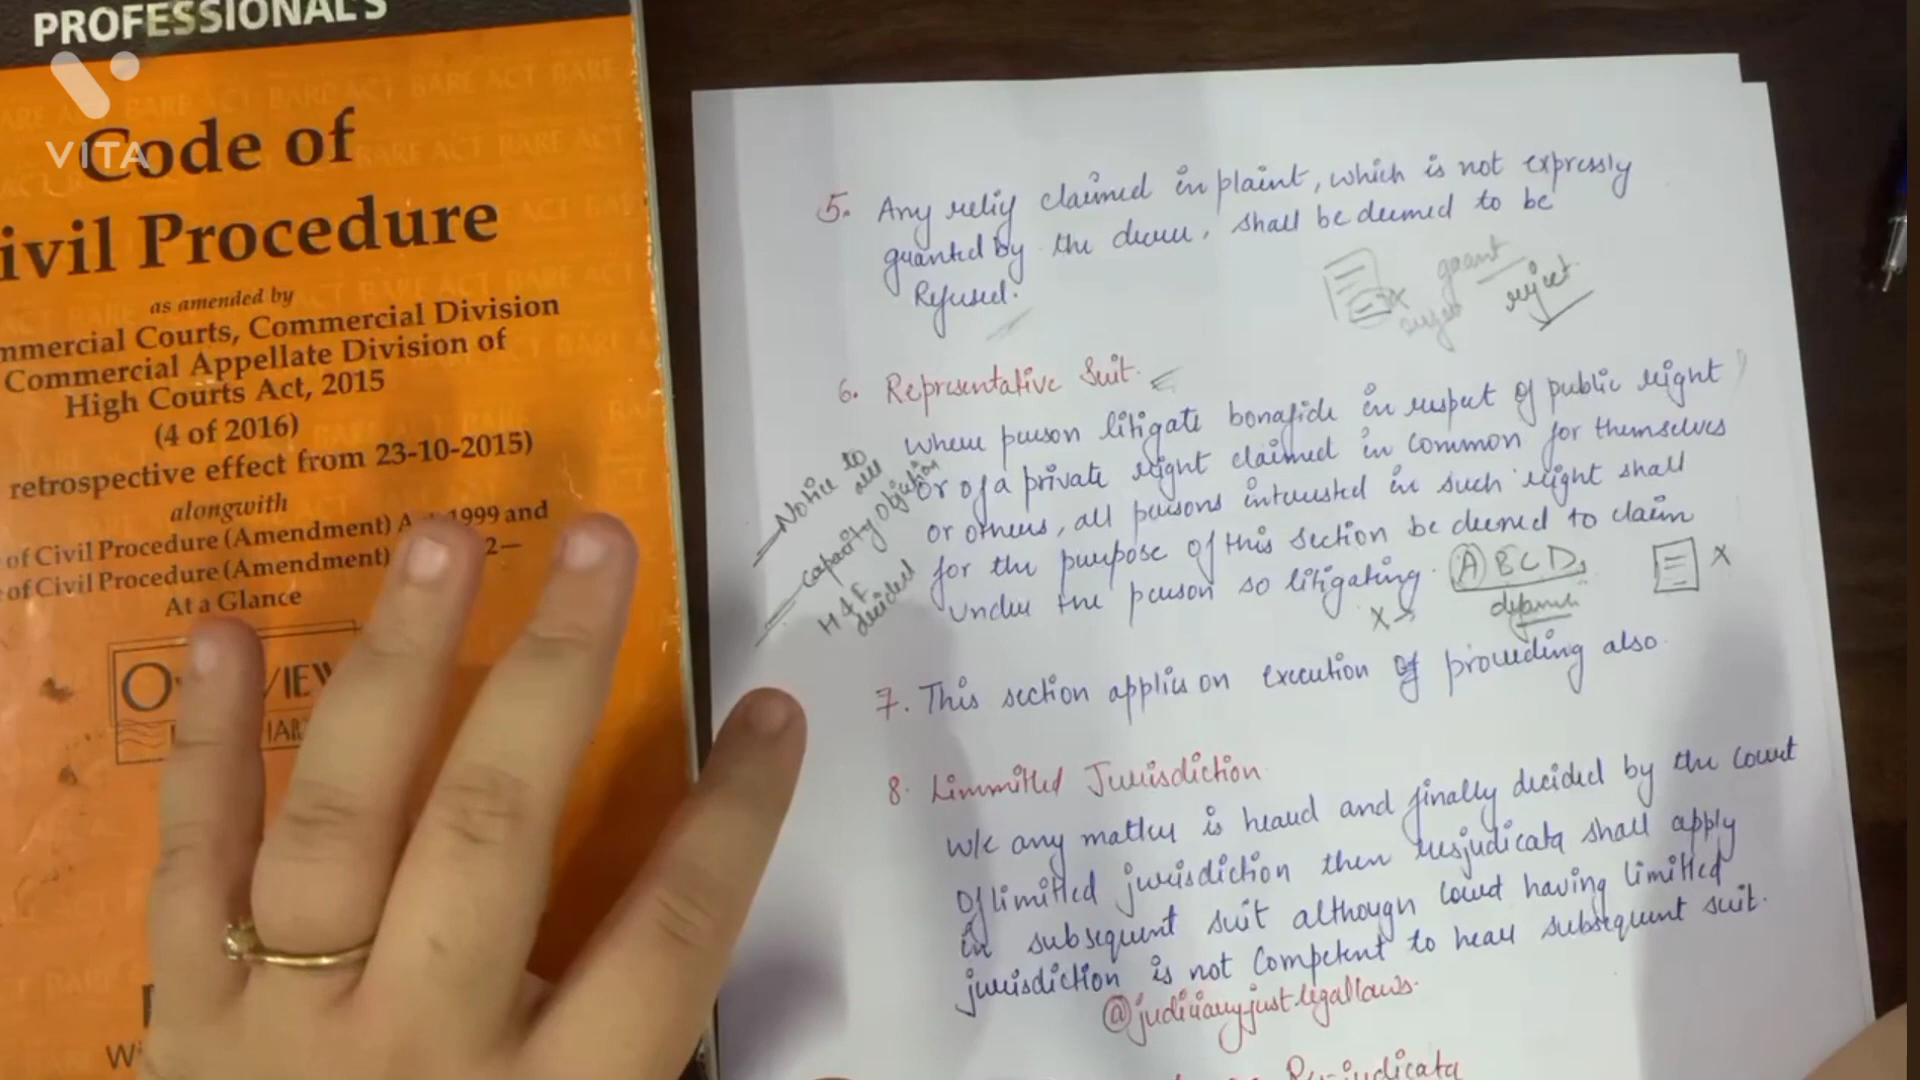 PROFESSIONAL'S
VITA
Code of
ivil Procedure
as amended by
mmercial Courts, Commercial Division
Commercial Appellate Division of
High Courts Act, 2015
(4 of 2016)
retrospective effect from 23-10-2015)
alongwith
of Civil Procedure (Amendment) A 1999 and
of Civil Procedure (Amendment) 2—
At a Glance
5. Any relief claimed in plaint, which is not expressly
granted by the decree, shall be deemed to be
Refused.
grant
reject
6. Representative Suit.
Where person litigate bonafide in respect of public right
or of a private right claimed in common for themselves
or others, all persons interested in such right shall
for the purpose of this section be deemed to claim
under the person so litigating.
Notice to
all
capacity objection
H & F
decided
A B C D
X
X
7. This section applies on execution of proceeding also.
8. Limmitted Jurisdiction
W/c any matter is heard and finally decided by the court
of limitted jurisdiction then resjudicata shall apply
in subsequent suit although court having limitted
jurisdiction is not competent to hear subsequent suit.
@judiciaryjustlegallaws.